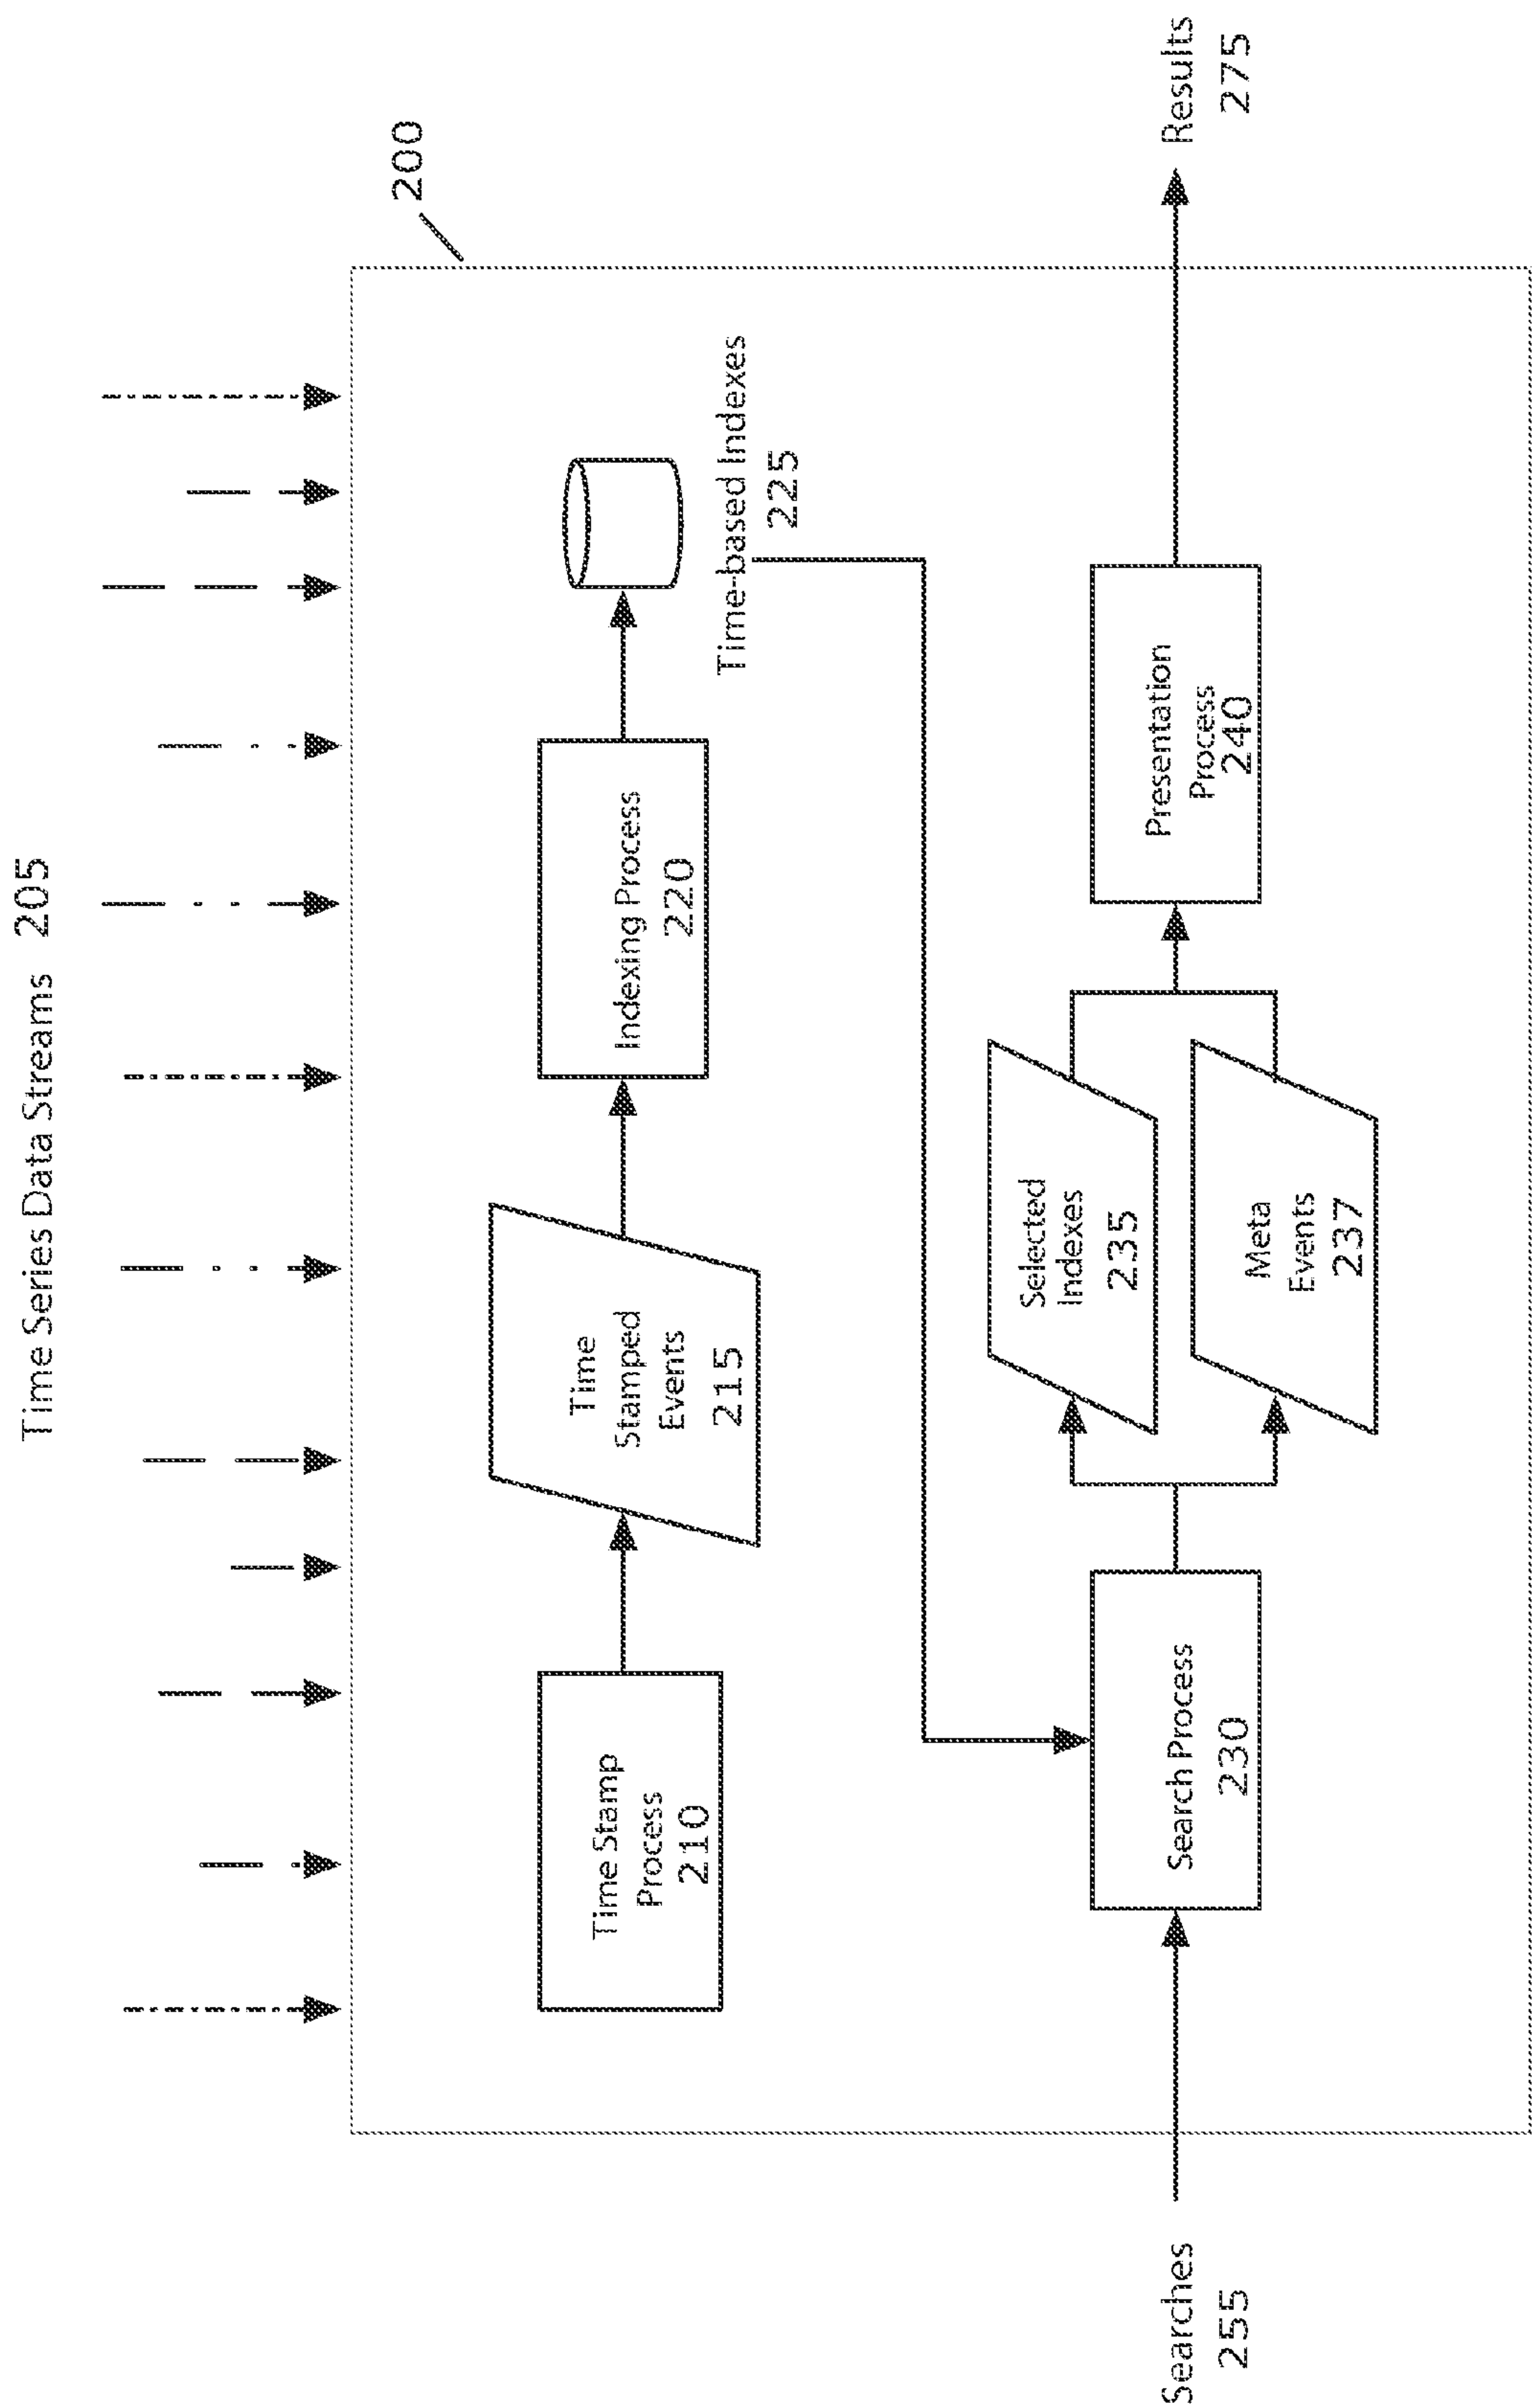 Time Series Data Streams 205
200
Time Stamp
Process
210
Time
Stamped
Events
215
Indexing Process
220
Time-based Indexes
225
Searches
255
Search Process
230
Selected
Indexes
235
Meta
Events
237
Presentation
Process
240
Results
275